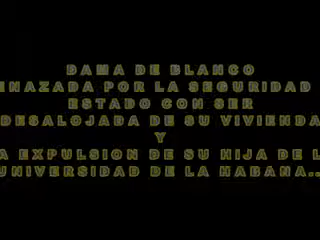 DAMA DE BLANCO
ENAZADA POR LA SEGURIDAD
ESTADO CON SER
DESALOJADA DE SU VIVIENDA
Y
A EXPULSION DE SU HIJA DE L
UNIVERSIDAD DE LA HABANA..